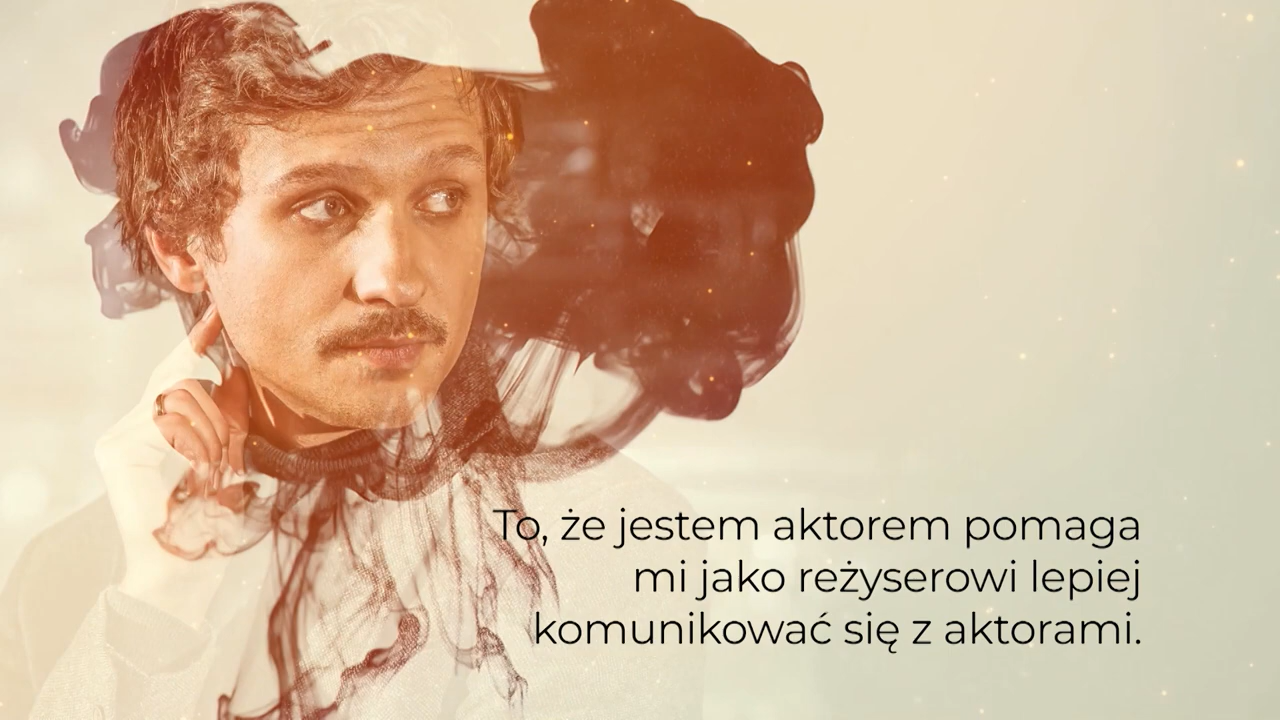 To, że jestem aktorem pomaga
mi jako reżyserowi lepiej
komunikować się z aktorami.